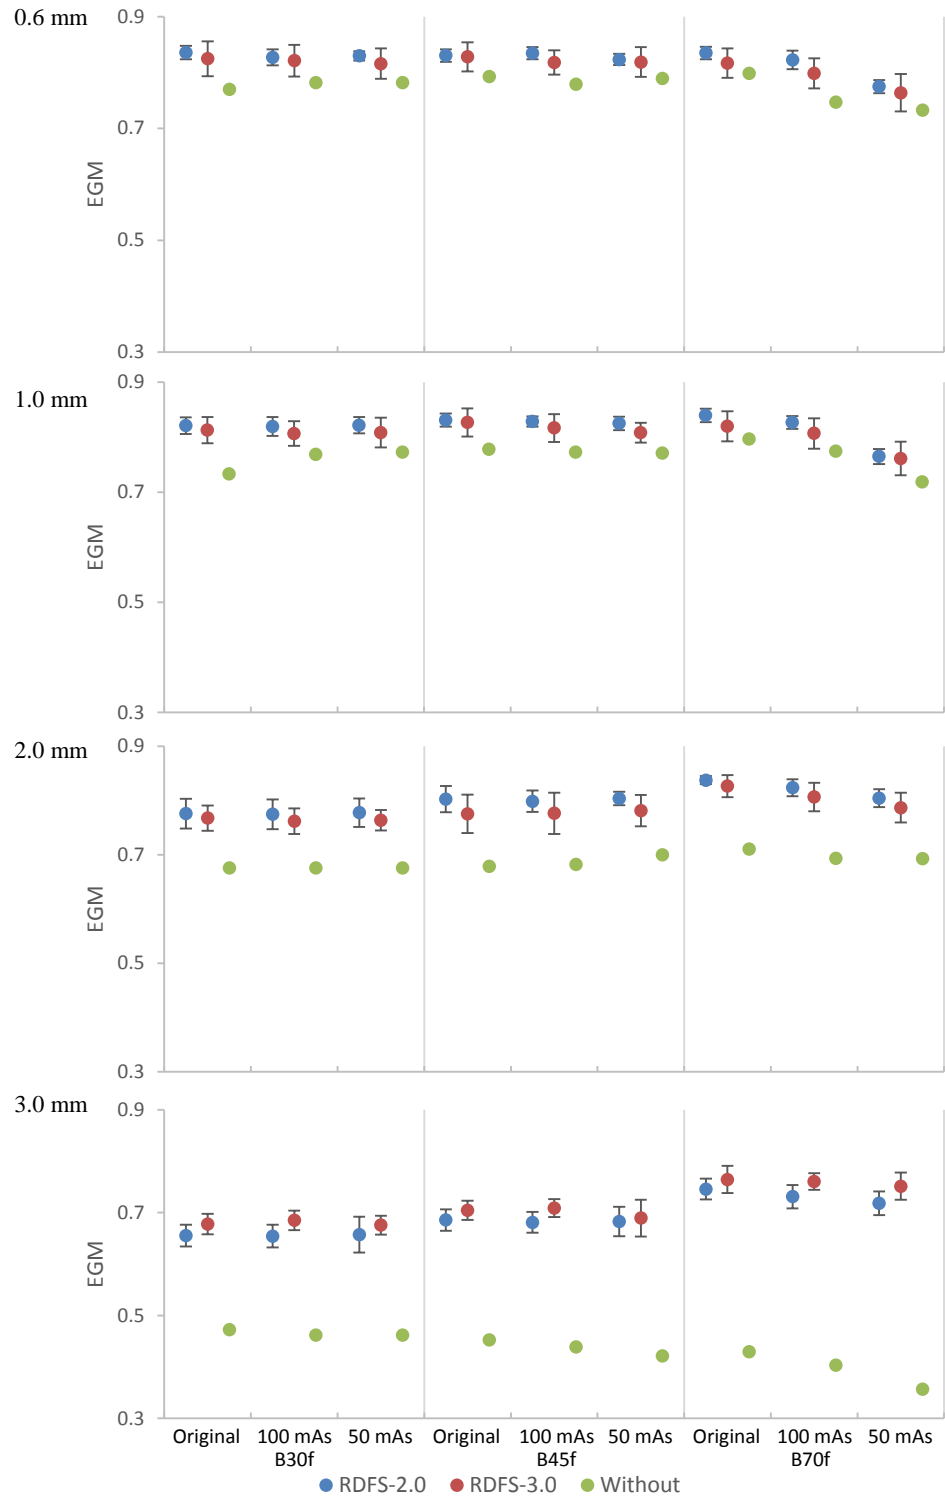 0.6 mm
0.9
0.7
0.5
0.3
EGM
1.0 mm
0.9
0.7
0.5
0.3
EGM
2.0 mm
0.9
0.7
0.5
0.3
EGM
3.0 mm
0.9
0.7
0.5
0.3
EGM
Original 100 mAs 50 mAs Original 100 mAs 50 mAs Original 100 mAs 50 mAs
B30f B45f B70f
RDFS-2.0 RDFS-3.0 Without